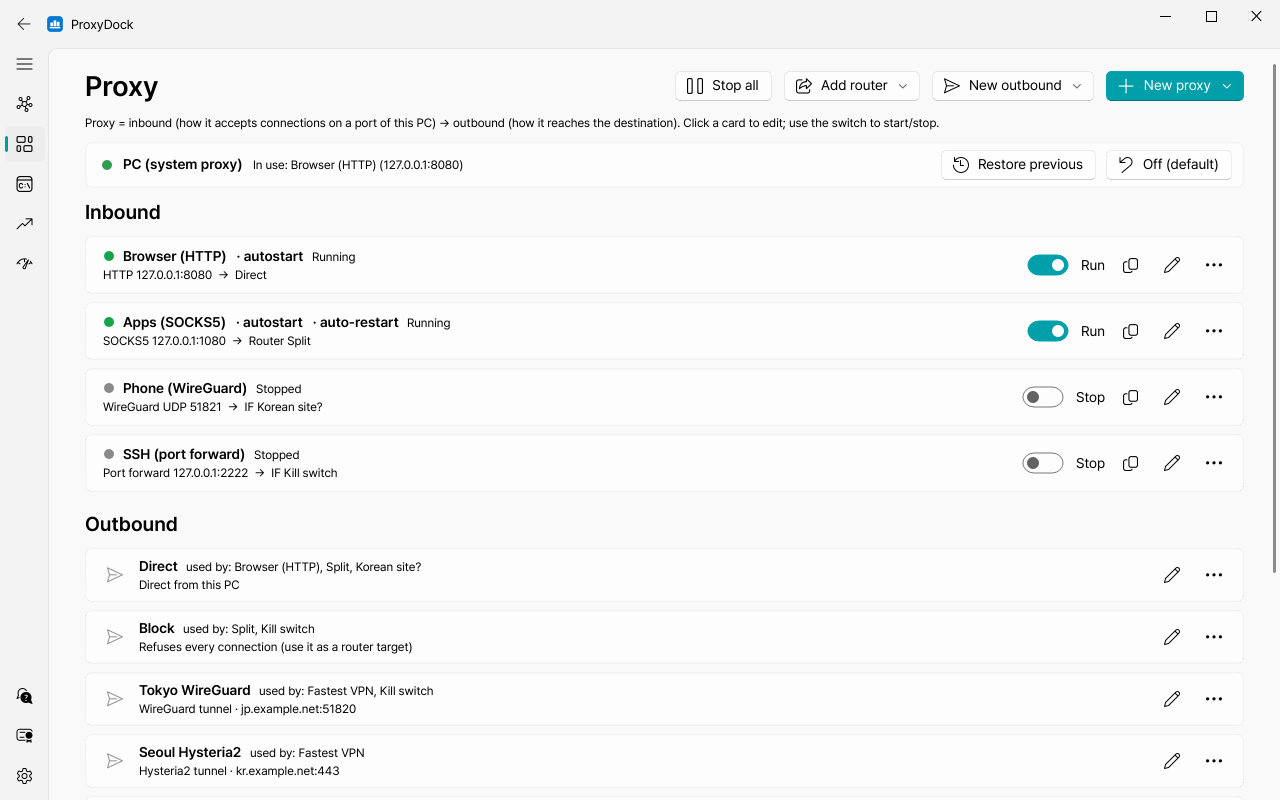 ProxyDock
Proxy
Stop all
Add router
New outbound
New proxy
Proxy = inbound (how it accepts connections on a port of this PC) → outbound (how it reaches the destination). Click a card to edit; use the switch to start/stop.
PC (system proxy) In use: Browser (HTTP) (127.0.0.1:8080)
Restore previous
Off (default)
Inbound
Browser (HTTP) · autostart Running
HTTP 127.0.0.1:8080 → Direct
Run
Apps (SOCKS5) · autostart · auto-restart Running
SOCKS5 127.0.0.1:1080 → Router Split
Run
Phone (WireGuard) Stopped
WireGuard UDP 51821 → IF Korean site?
Stop
SSH (port forward) Stopped
Port forward 127.0.0.1:2222 → IF Kill switch
Stop
Outbound
Direct used by: Browser (HTTP), Split, Korean site?
Direct from this PC
Block used by: Split, Kill switch
Refuses every connection (use it as a router target)
Tokyo WireGuard used by: Fastest VPN, Kill switch
WireGuard tunnel · jp.example.net:51820
Seoul Hysteria2 used by: Fastest VPN
Hysteria2 tunnel · kr.example.net:443